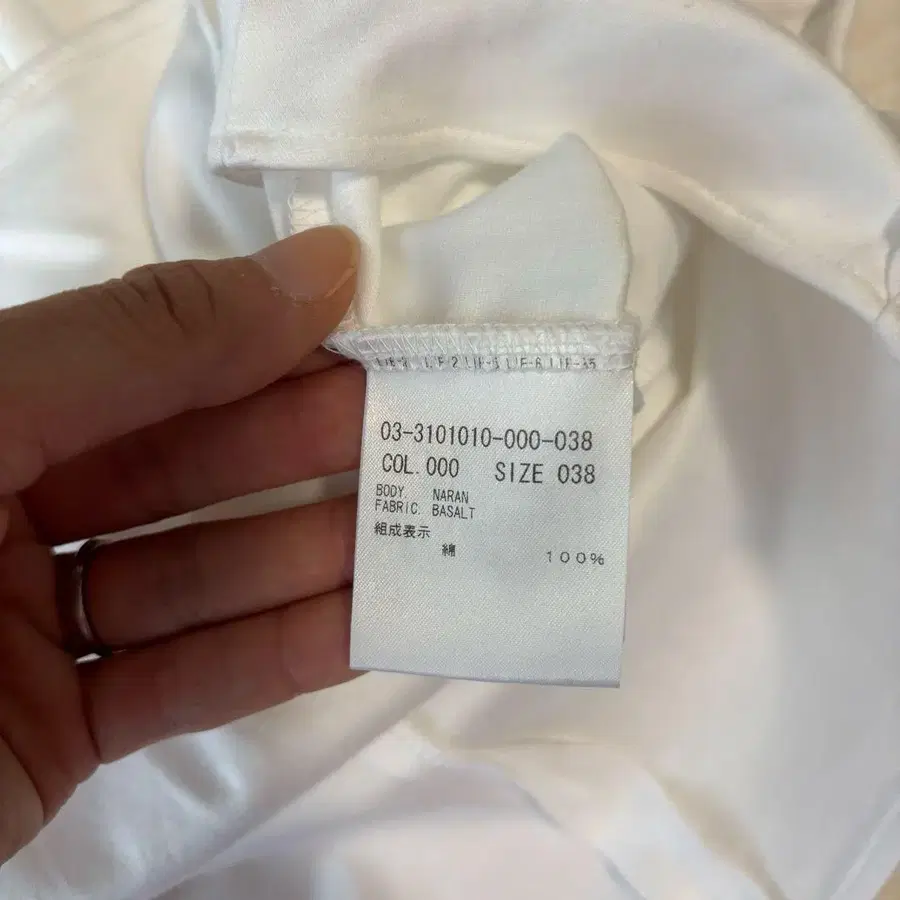 03-3101010-000-038
COL. 000 SIZE 038
BODY. NARAN
FABRIC. BASALT
組成表示
綿 100%